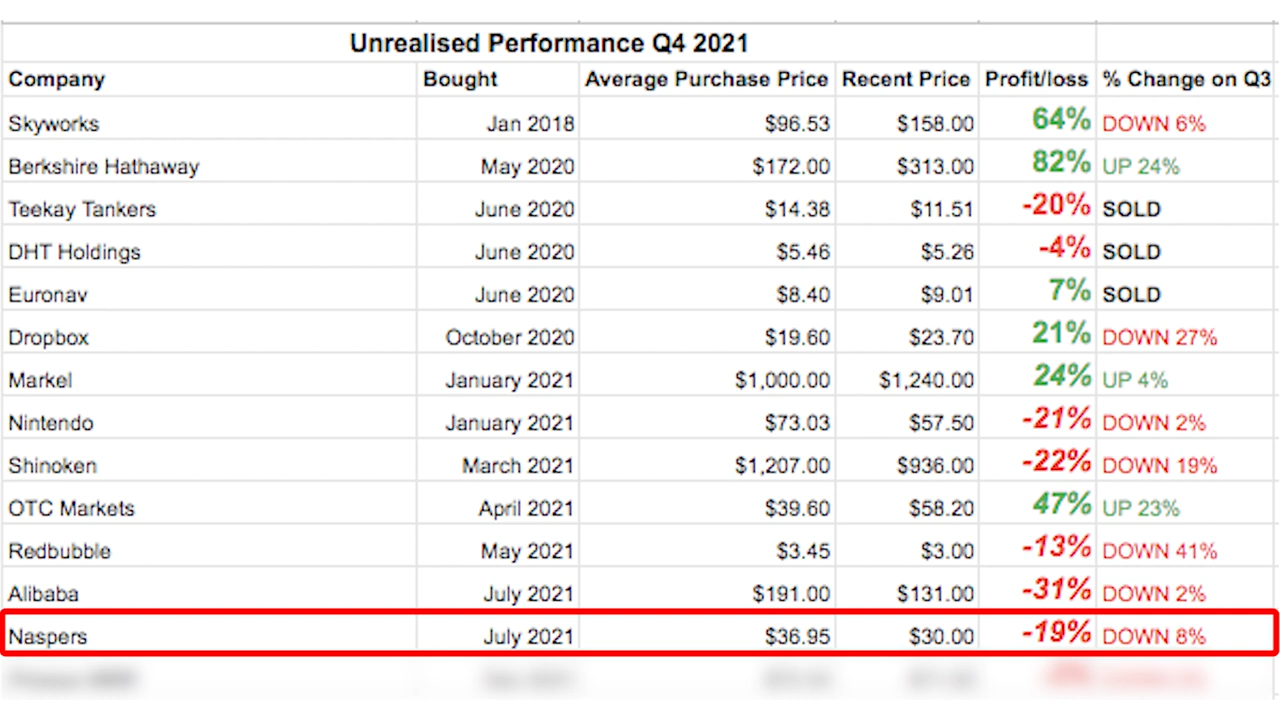 Unrealised Performance Q4 2021
Company Bought Average Purchase Price Recent Price Profit/loss % Change on Q3
Skyworks Jan 2018 $96.53 $158.00 64% DOWN 6%
Berkshire Hathaway May 2020 $172.00 $313.00 82% UP 24%
Teekay Tankers June 2020 $14.38 $11.51 -20% SOLD
DHT Holdings June 2020 $5.46 $5.26 -4% SOLD
Euronav June 2020 $8.40 $9.01 7% SOLD
Dropbox October 2020 $19.60 $23.70 21% DOWN 27%
Markel January 2021 $1,000.00 $1,240.00 24% UP 4%
Nintendo January 2021 $73.03 $57.50 -21% DOWN 2%
Shinoken March 2021 $1,207.00 $936.00 -22% DOWN 19%
OTC Markets April 2021 $39.60 $58.20 47% UP 23%
Redbubble May 2021 $3.45 $3.00 -13% DOWN 41%
Alibaba July 2021 $191.00 $131.00 -31% DOWN 2%
Naspers July 2021 $36.95 $30.00 -19% DOWN 8%